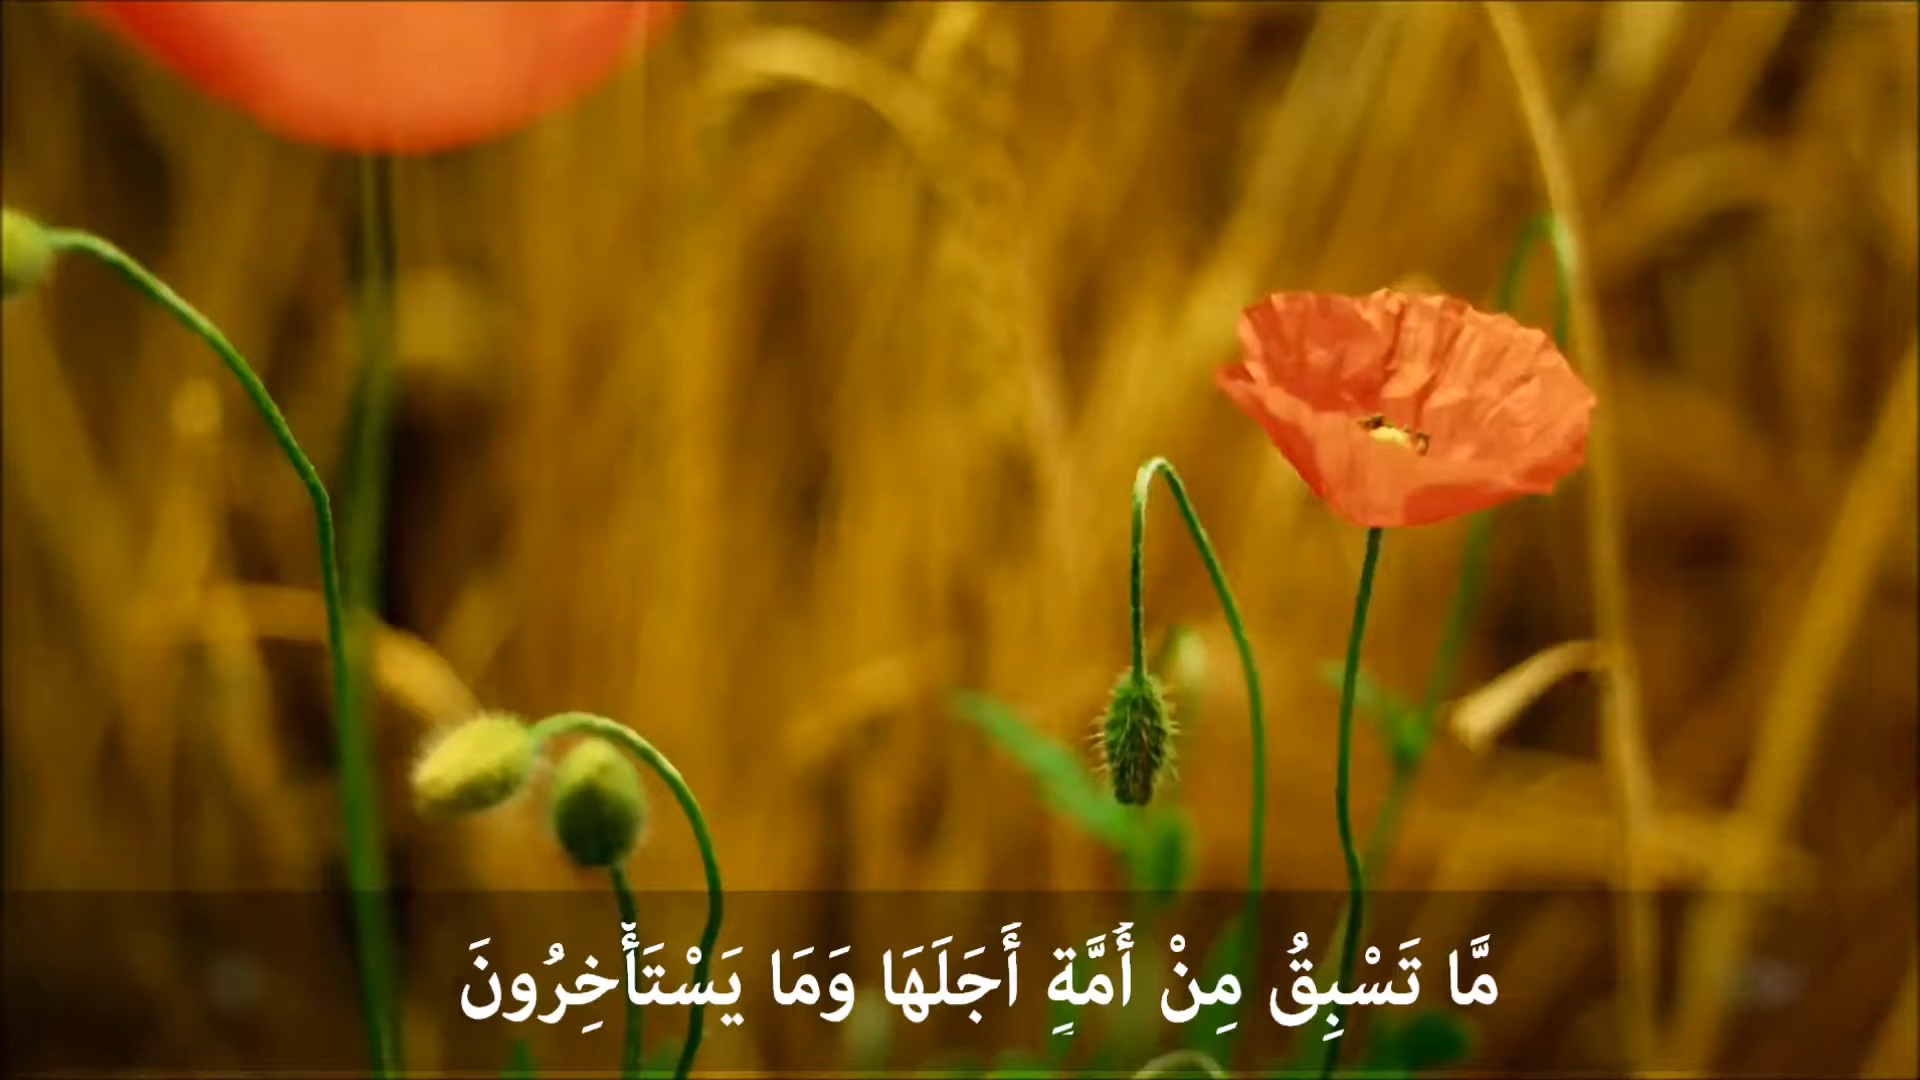 مَّا تَسْبِقُ مِنْ أُمَّةٍ أَجَلَهَا وَمَا يَسْتَأْخِرُونَ